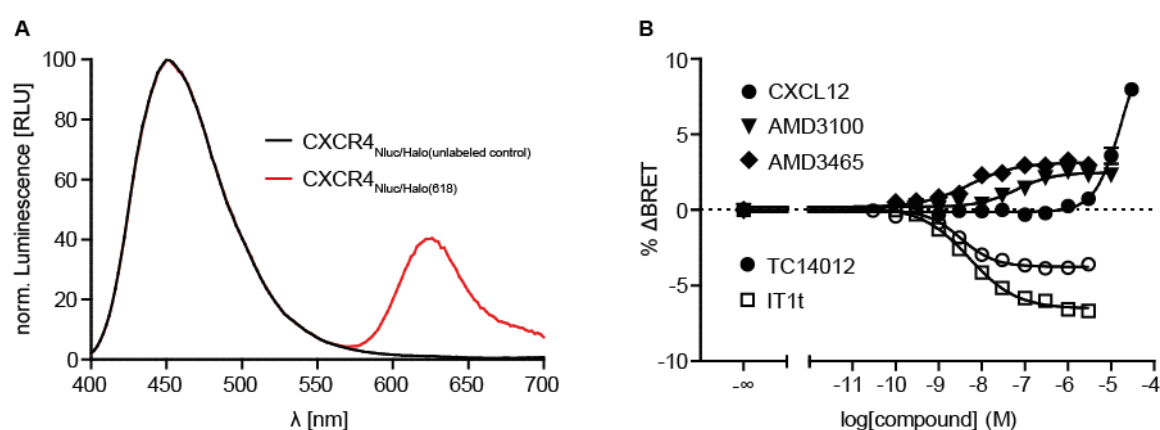 A
norm. Luminescence [RLU]
100
80
60
40
20
0
400
450
500
550
600
650
700
λ [nm]
CXCR4Nluc/Halo(unlabeled control)
CXCR4Nluc/Halo(618)
B
% ΔBRET
10
5
0
-5
-10
CXCL12
AMD3100
AMD3465
TC14012
IT1t
-∞
-11
-10
-9
-8
-7
-6
-5
-4
log[compound] (M)